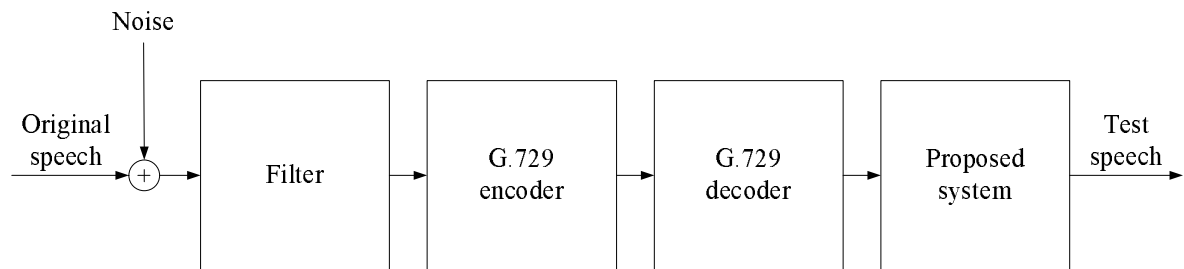 Noise
Original
speech
+
Filter
G.729
encoder
G.729
decoder
Proposed
system
Test
speech